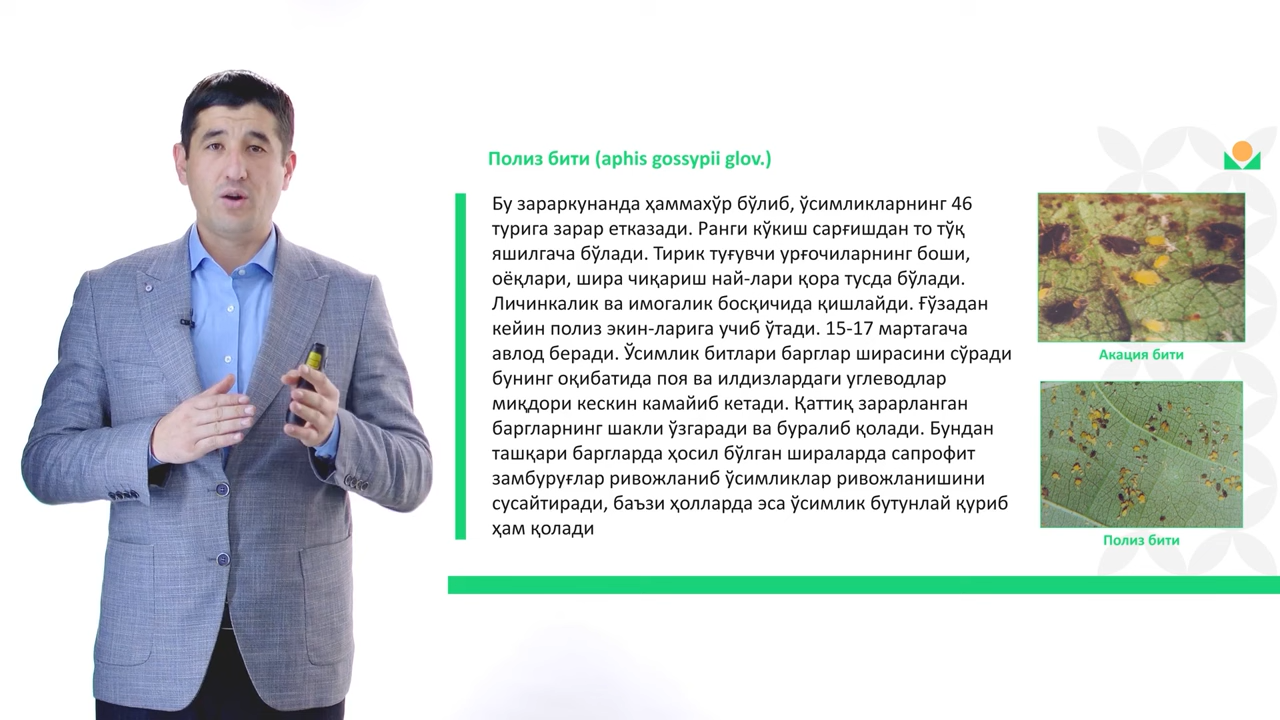 Полиз бити (aphis gossypii glov.)
Бу зараркунанда ҳаммахўр бўлиб, ўсимликларнинг 46
турига зарар етказади. Ранги кўкиш сарғишдан то тўқ
яшилгача бўлади. Тирик туғувчи урғочиларнинг боши,
оёқлари, шира чиқариш най-лари қора тусда бўлади.
Личинкалик ва имогалик босқичида қишлайди. Ғўзадан
кейин полиз экин-ларига учиб ўтади. 15-17 мартагача
авлод беради. Ўсимлик битлари барглар ширасини сўради
бунинг оқибатида поя ва илдизлардаги углеводлар
миқдори кескин камайиб кетади. Қаттиқ зарарланган
баргларнинг шакли ўзгаради ва буралиб қолади. Бундан
ташқари баргларда ҳосил бўлган шираларда сапрофит
замбуруғлар ривожланиб ўсимликлар ривожланишини
сусайтиради, баъзи ҳолларда эса ўсимлик бутунлай қуриб
ҳам қолади
Акация бити
Полиз бити